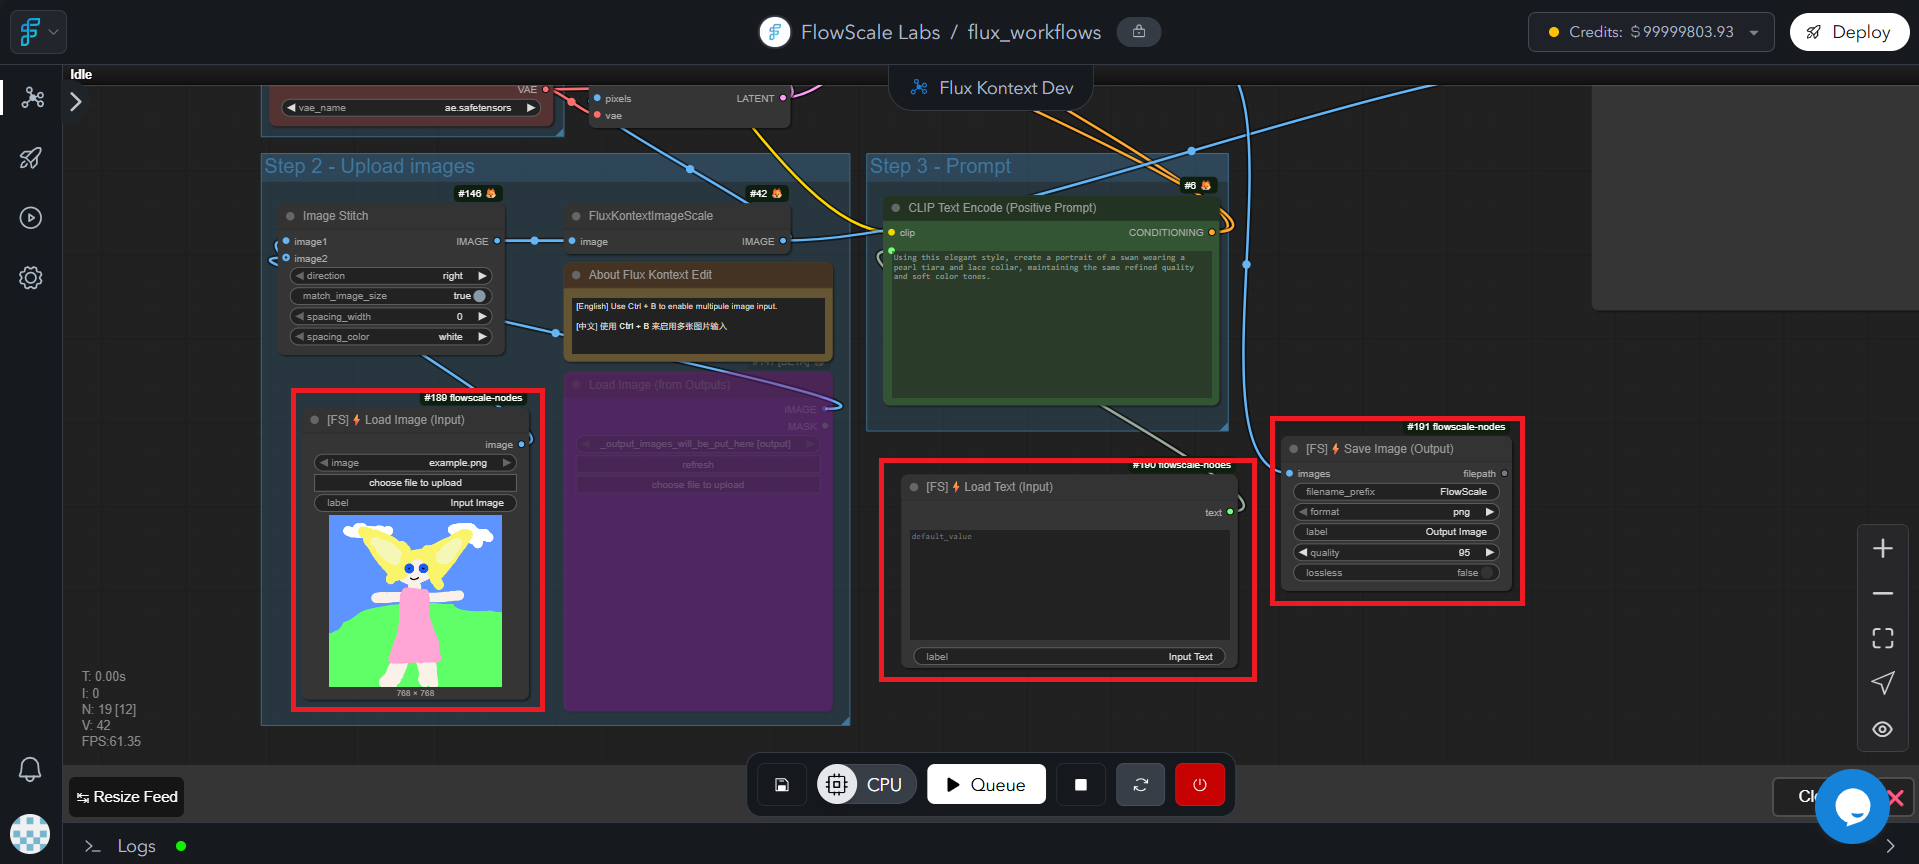 FlowScale Labs / flux_workflows
Credits: $ 99999803.93
Deploy
Idle
Flux Kontext Dev
VAE
vae_name ae.safetensors
pixels LATENT
vae
Step 2 - Upload images
#146
Image Stitch
image1 IMAGE
image2
direction right
match_image_size true
spacing_width 0
spacing_color white
#42
FluxKontextImageScale
image IMAGE
About Flux Kontext Edit
[English] Use Ctrl + B to enable multipule image input.
[中文] 使用 Ctrl + B 来启用多张图片输入
Load Image (from Outputs)
IMAGE
MASK
_output_images_will_be_put_here [output]
refresh
choose file to upload
#189 flowscale-nodes
[FS] Load Image (Input)
image
image example.png
choose file to upload
label Input Image
768 × 768
Step 3 - Prompt
#6
CLIP Text Encode (Positive Prompt)
clip CONDITIONING
Using this elegant style, create a portrait of a swan wearing a
pearl tiara and lace collar, maintaining the same refined quality
and soft color tones.
#190 flowscale-nodes
[FS] Load Text (Input)
text
default_value
label Input Text
#191 flowscale-nodes
[FS] Save Image (Output)
images filepath
filename_prefix FlowScale
format png
label Output Image
quality 95
lossless false
T: 0.00s
I: 0
N: 19 [12]
V: 42
FPS:61.35
Resize Feed
CPU
Queue
Logs